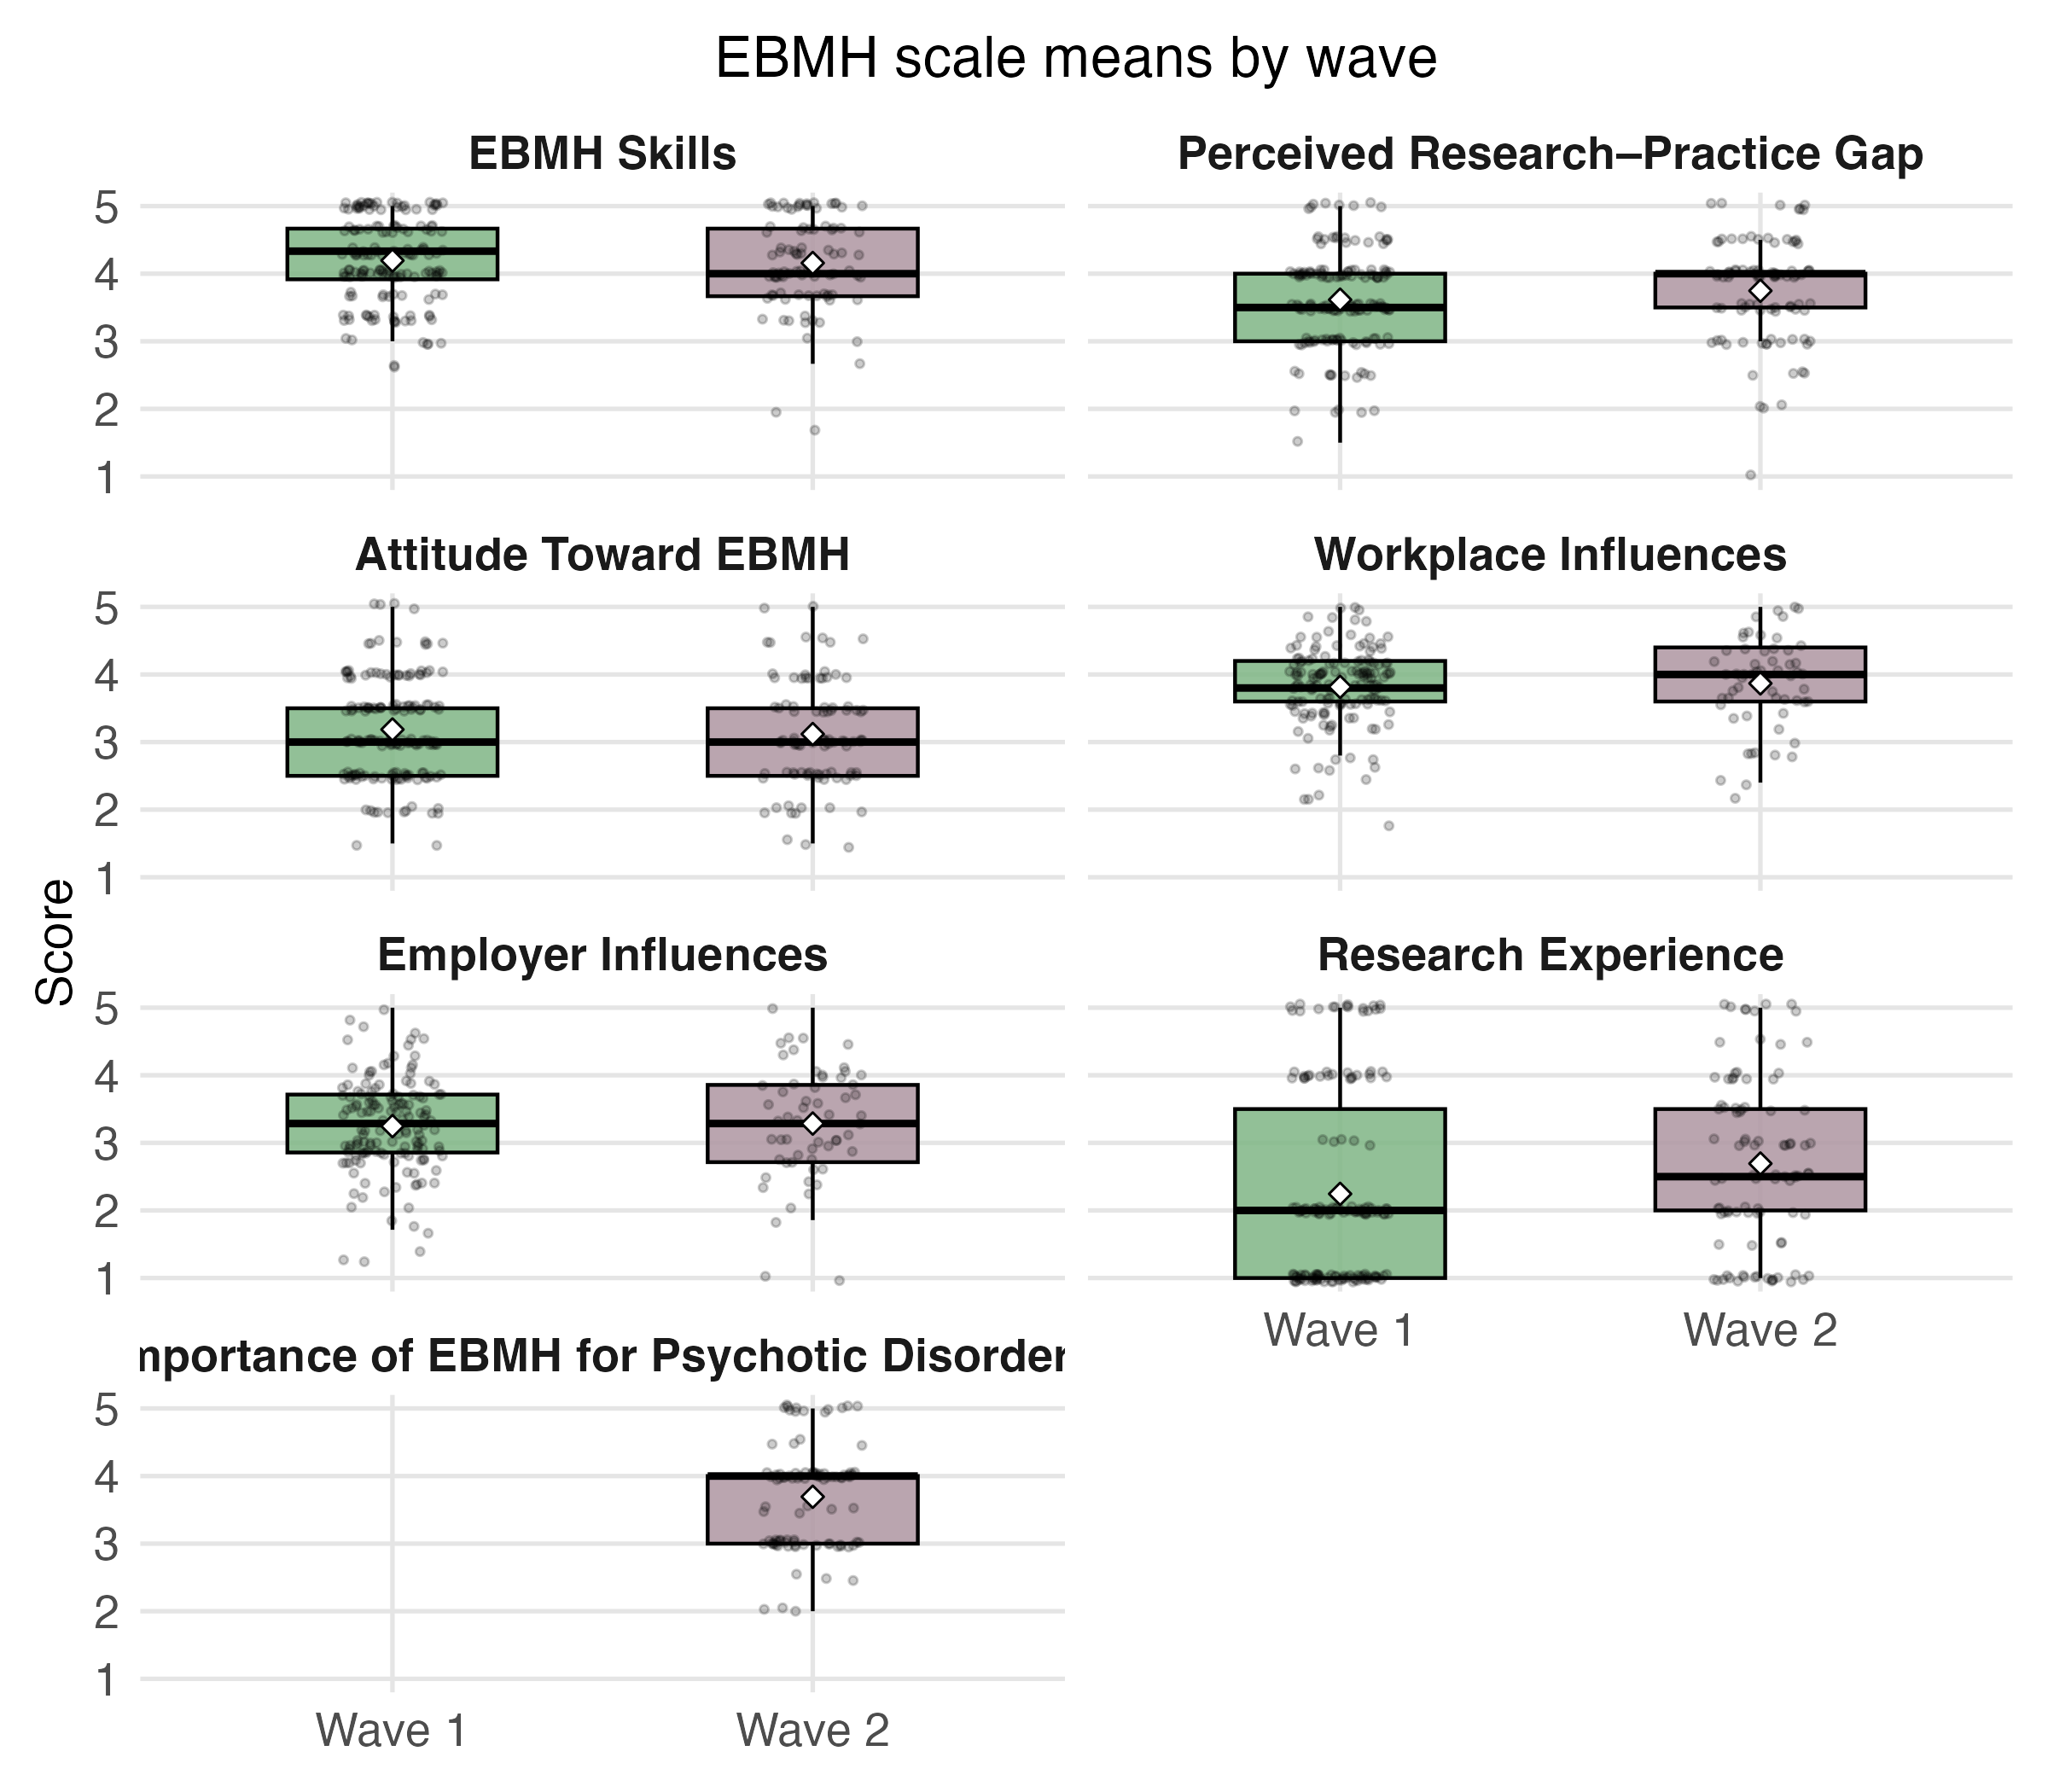 EBMH scale means by wave
EBMH Skills
Perceived Research–Practice Gap
5
4
3
2
1
Attitude Toward EBMH
Workplace Influences
5
4
3
2
1
Score
Employer Influences
Research Experience
5
4
3
2
1
Wave 1
Wave 2
mportance of EBMH for Psychotic Disorder
5
4
3
2
1
Wave 1
Wave 2